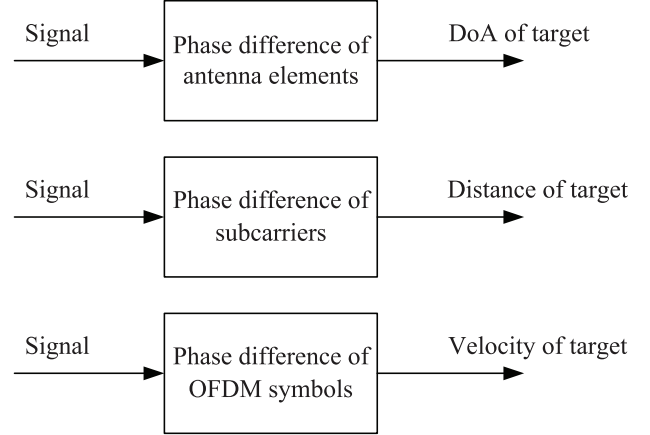 Signal
Phase difference of
antenna elements
DoA of target
Signal
Phase difference of
subcarriers
Distance of target
Signal
Phase difference of
OFDM symbols
Velocity of target